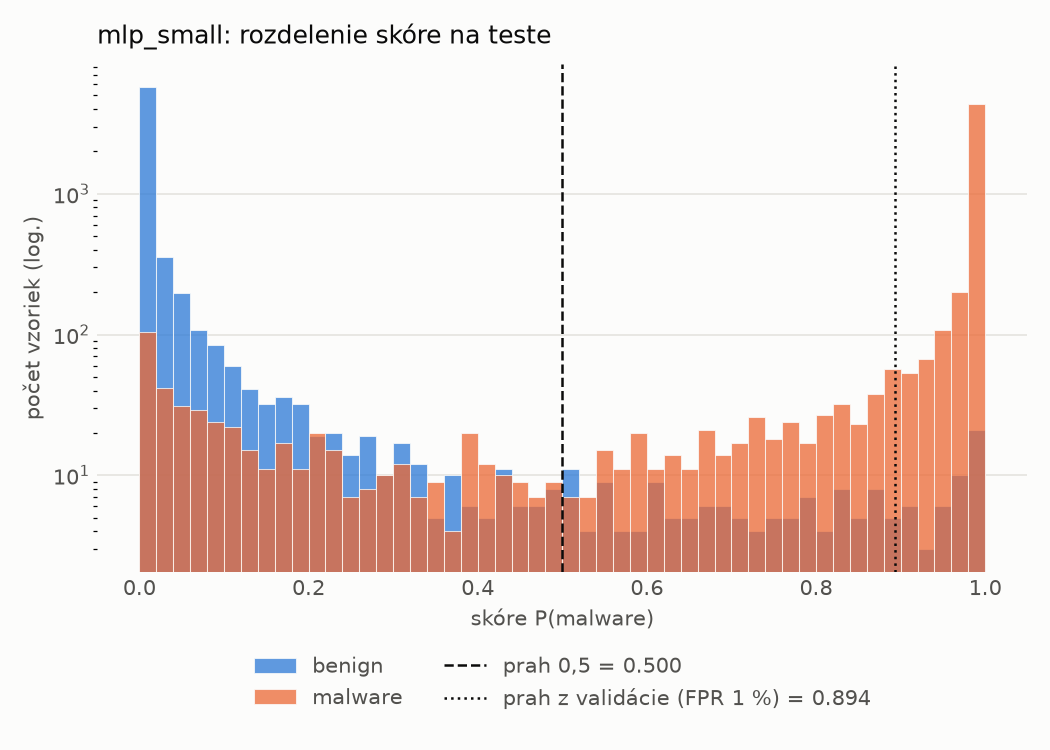 mlp_small: rozdelenie skóre na teste
počet vzoriek (log.)
10³
10²
10¹
0.0 0.2 0.4 0.6 0.8 1.0
skóre P(malware)
benign
malware
prah 0,5 = 0.500
prah z validácie (FPR 1 %) = 0.894